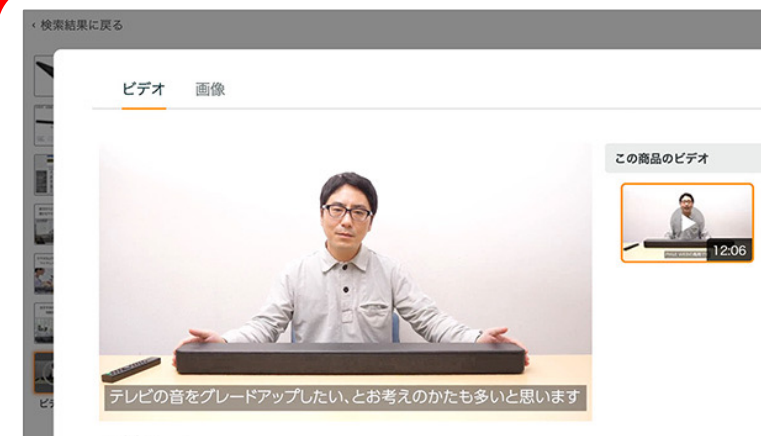 ‹ 検索結果に戻る
ビデオ 画像
この商品のビデオ
12:06
テレビの音をグレードアップしたい、とお考えのかたも多いと思います